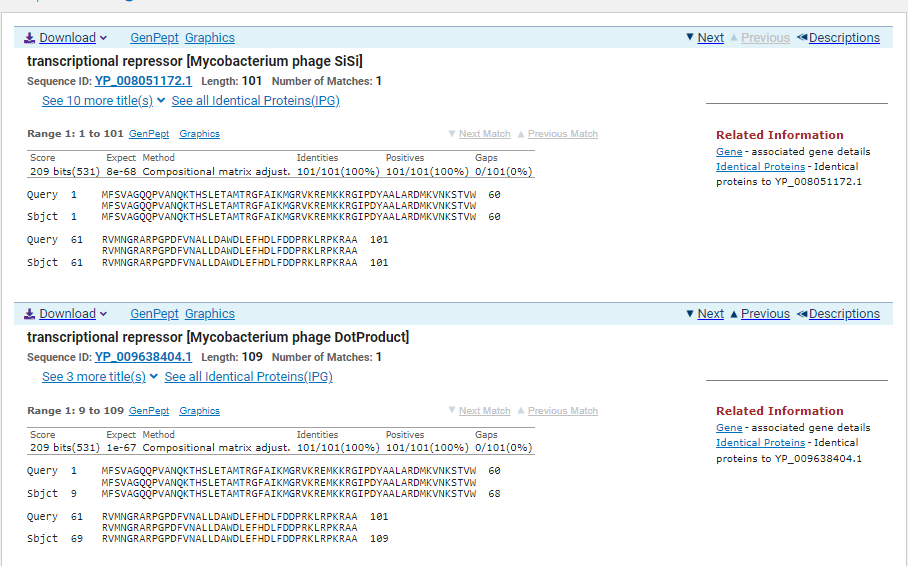 Download GenPept Graphics Next Previous Descriptions
transcriptional repressor [Mycobacterium phage SiSi]
Sequence ID: YP_008051172.1 Length: 101 Number of Matches: 1
See 10 more title(s) See all Identical Proteins(IPG)
Range 1: 1 to 101 GenPept Graphics Next Match Previous Match
Score Expect Method Identities Positives Gaps
209 bits(531) 8e-68 Compositional matrix adjust. 101/101(100%) 101/101(100%) 0/101(0%)
Query 1 MFSVAGQQPVANQKTHSLETAMTRGFAIKMGRVKREMKKRGIPDYAALARDMKVNKSTVW 60
MFSVAGQQPVANQKTHSLETAMTRGFAIKMGRVKREMKKRGIPDYAALARDMKVNKSTVW
Sbjct 1 MFSVAGQQPVANQKTHSLETAMTRGFAIKMGRVKREMKKRGIPDYAALARDMKVNKSTVW 60
Query 61 RVMNGRARPGPDFVNALLDAWDLEFHDLFDDPRKLRPKRAA 101
RVMNGRARPGPDFVNALLDAWDLEFHDLFDDPRKLRPKRAA
Sbjct 61 RVMNGRARPGPDFVNALLDAWDLEFHDLFDDPRKLRPKRAA 101
Related Information
Gene - associated gene details
Identical Proteins - Identical
proteins to YP_008051172.1
Download GenPept Graphics Next Previous Descriptions
transcriptional repressor [Mycobacterium phage DotProduct]
Sequence ID: YP_009638404.1 Length: 109 Number of Matches: 1
See 3 more title(s) See all Identical Proteins(IPG)
Range 1: 9 to 109 GenPept Graphics Next Match Previous Match
Score Expect Method Identities Positives Gaps
209 bits(531) 1e-67 Compositional matrix adjust. 101/101(100%) 101/101(100%) 0/101(0%)
Query 1 MFSVAGQQPVANQKTHSLETAMTRGFAIKMGRVKREMKKRGIPDYAALARDMKVNKSTVW 60
MFSVAGQQPVANQKTHSLETAMTRGFAIKMGRVKREMKKRGIPDYAALARDMKVNKSTVW
Sbjct 9 MFSVAGQQPVANQKTHSLETAMTRGFAIKMGRVKREMKKRGIPDYAALARDMKVNKSTVW 68
Query 61 RVMNGRARPGPDFVNALLDAWDLEFHDLFDDPRKLRPKRAA 101
RVMNGRARPGPDFVNALLDAWDLEFHDLFDDPRKLRPKRAA
Sbjct 69 RVMNGRARPGPDFVNALLDAWDLEFHDLFDDPRKLRPKRAA 109
Related Information
Gene - associated gene details
Identical Proteins - Identical
proteins to YP_009638404.1